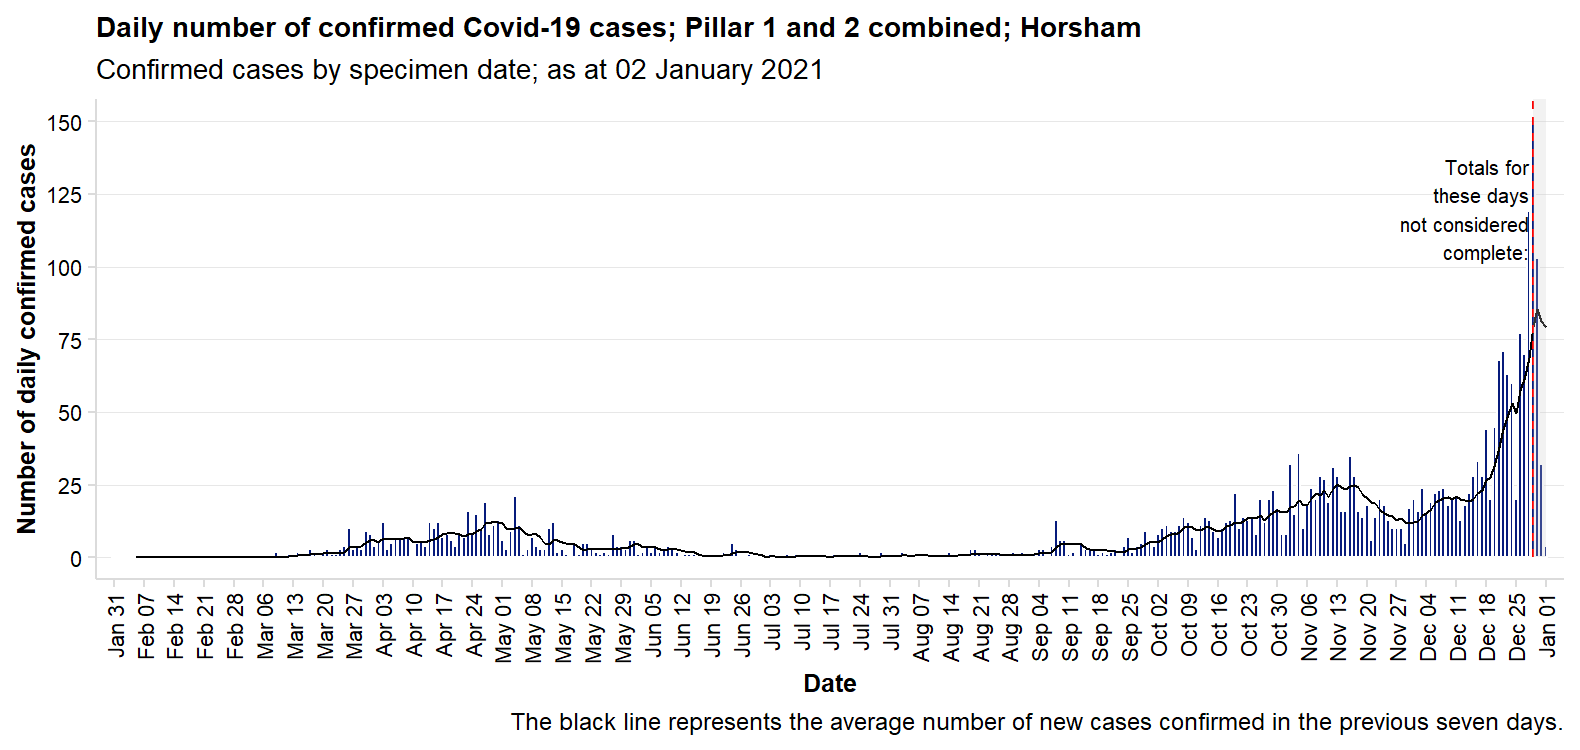 Daily number of confirmed Covid-19 cases; Pillar 1 and 2 combined; Horsham
Confirmed cases by specimen date; as at 02 January 2021
Number of daily confirmed cases
150
125
100
75
50
25
0
Totals for
these days
not considered
complete:
Jan 31
Feb 07
Feb 14
Feb 21
Feb 28
Mar 06
Mar 13
Mar 20
Mar 27
Apr 03
Apr 10
Apr 17
Apr 24
May 01
May 08
May 15
May 22
May 29
Jun 05
Jun 12
Jun 19
Jun 26
Jul 03
Jul 10
Jul 17
Jul 24
Jul 31
Aug 07
Aug 14
Aug 21
Aug 28
Sep 04
Sep 11
Sep 18
Sep 25
Oct 02
Oct 09
Oct 16
Oct 23
Oct 30
Nov 06
Nov 13
Nov 20
Nov 27
Dec 04
Dec 11
Dec 18
Dec 25
Jan 01
Date
The black line represents the average number of new cases confirmed in the previous seven days.